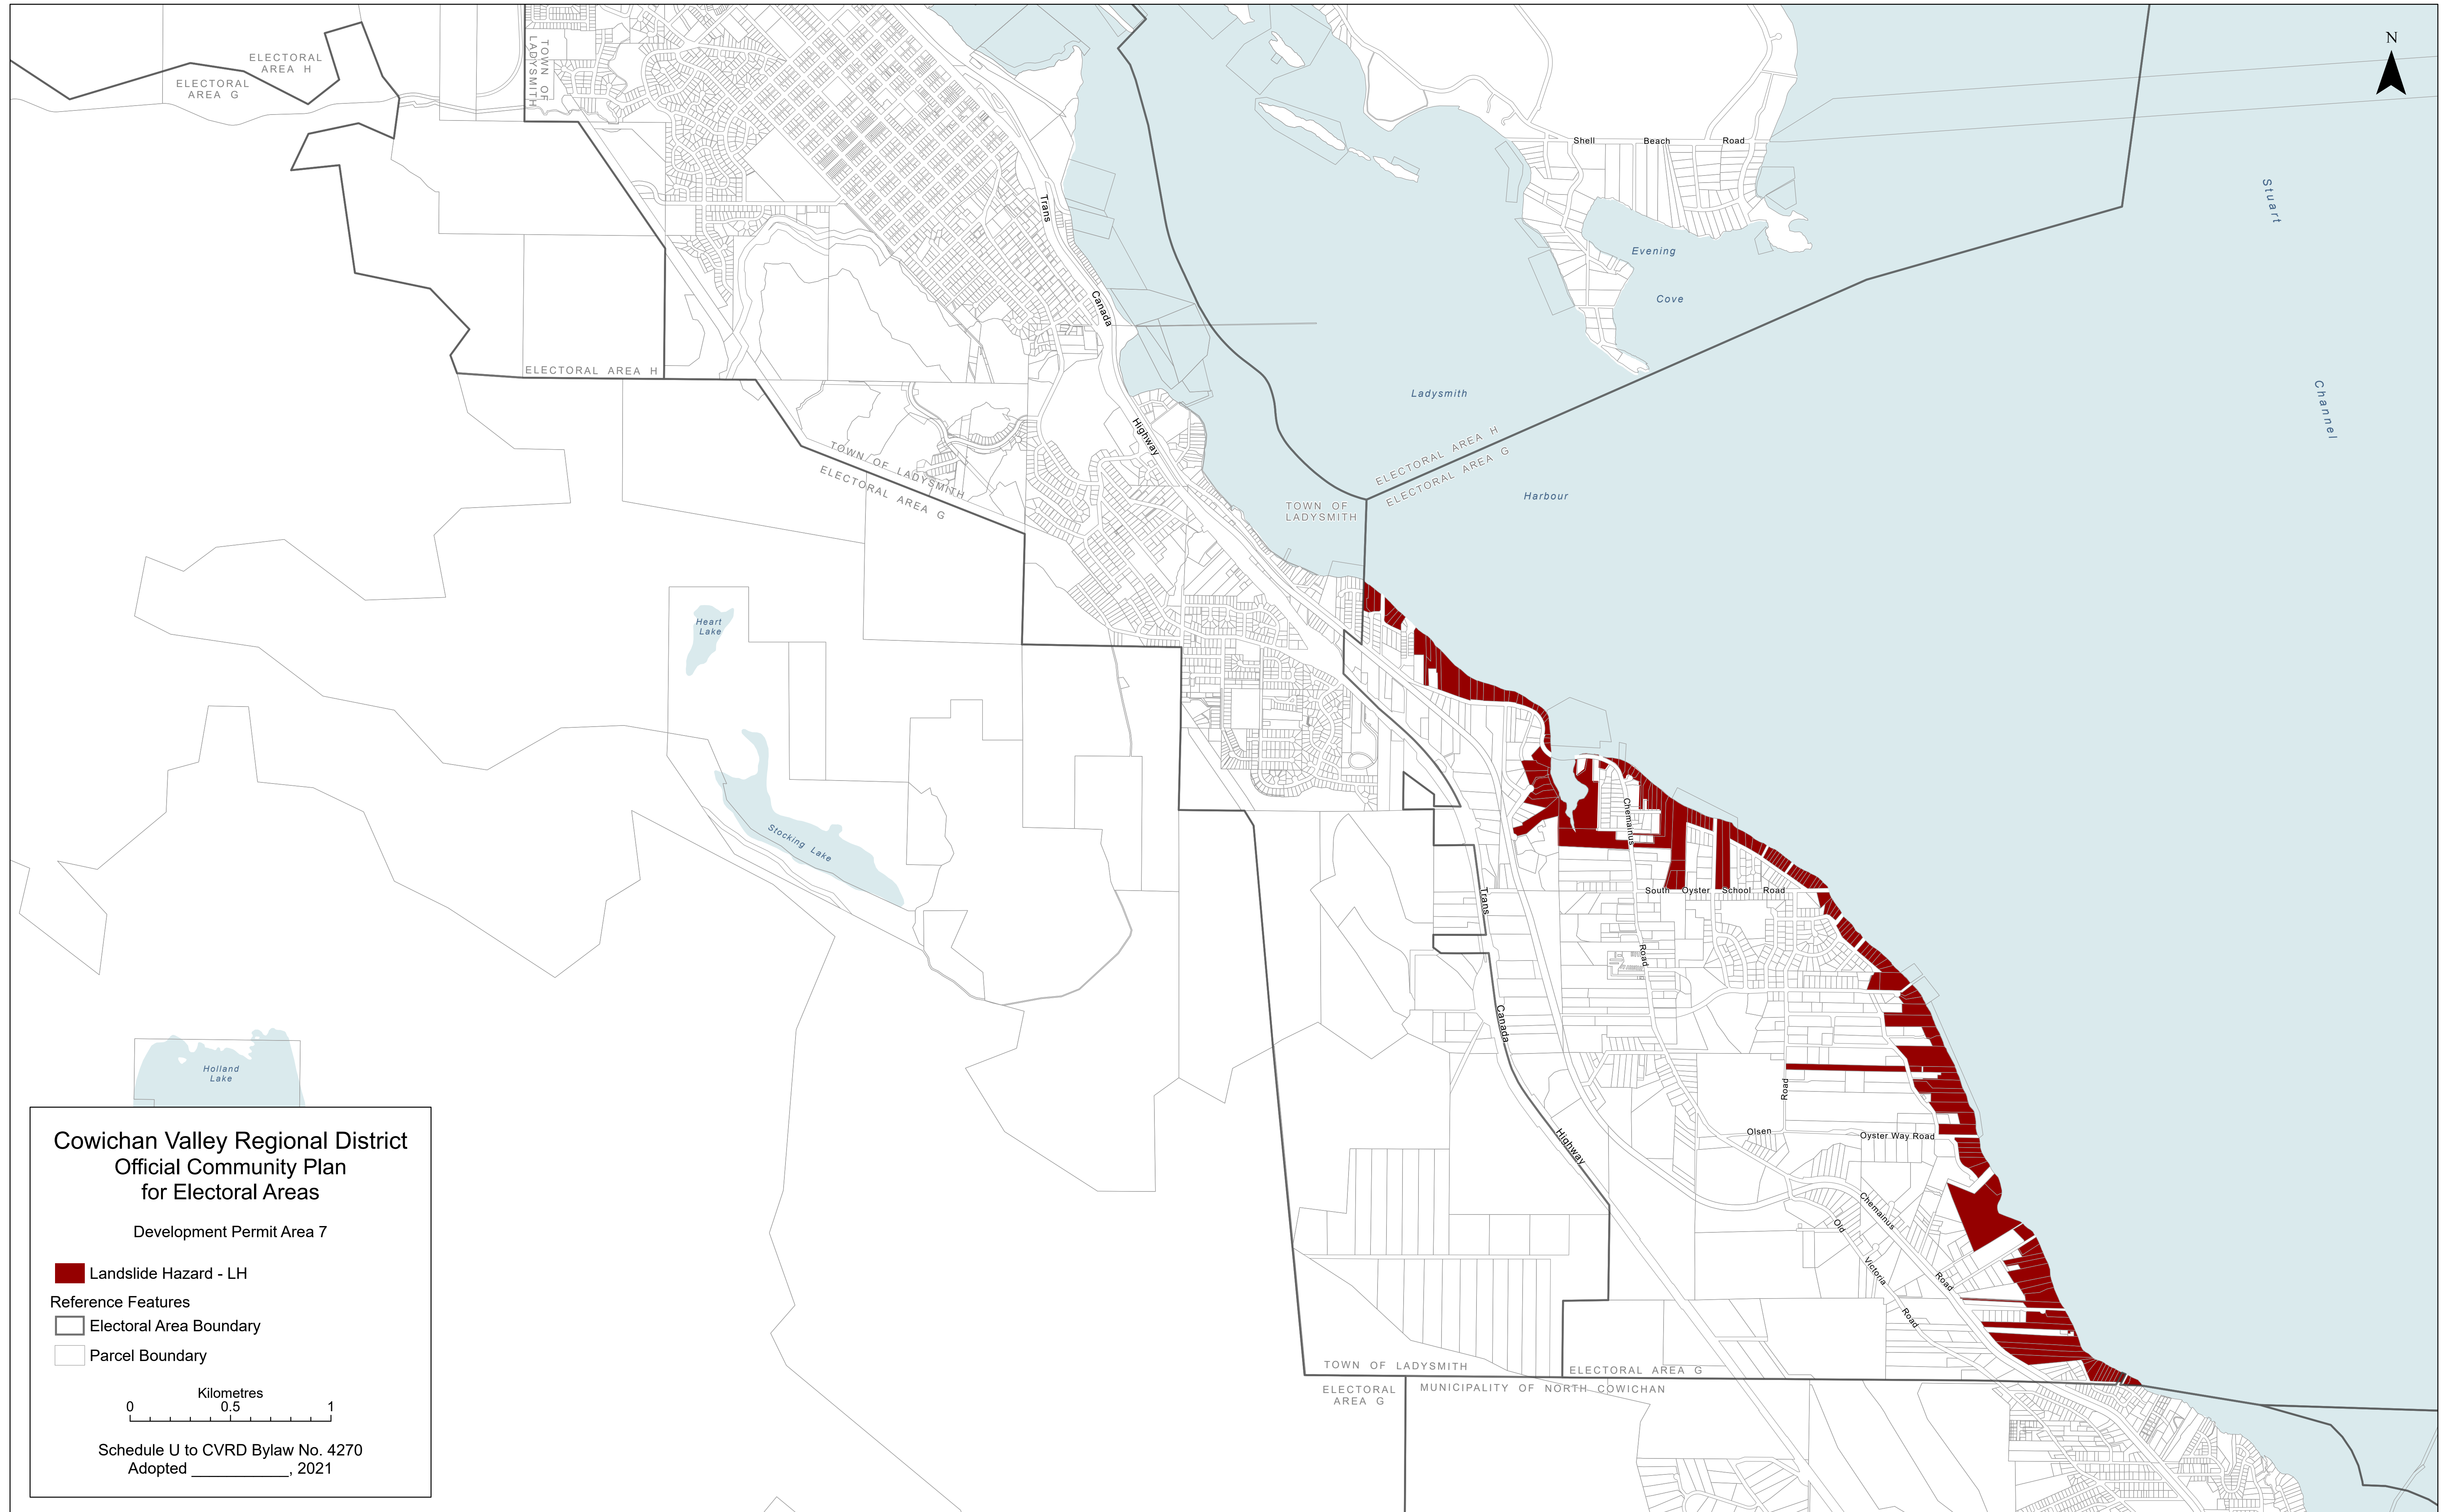 N
TOWN OF
LADYSMITH
ELECTORAL
AREA H
ELECTORAL
AREA G
Shell Beach Road
Stuart
Channel
Evening
Cove
Trans
Canada
Highway
ELECTORAL AREA H
Ladysmith
Harbour
TOWN OF LADYSMITH
ELECTORAL AREA G
ELECTORAL AREA H
ELECTORAL AREA G
TOWN OF
LADYSMITH
Heart
Lake
Stocking Lake
Chemainus
Road
South Oyster School Road
Trans
Canada
Highway
Holland
Lake
Road
Olsen
Oyster Way Road
Chemainus
Road
Old
Victoria
Road
TOWN OF LADYSMITH
ELECTORAL AREA G
ELECTORAL
AREA G
MUNICIPALITY OF NORTH COWICHAN
Cowichan Valley Regional District
Official Community Plan
for Electoral Areas
Development Permit Area 7
Landslide Hazard - LH
Reference Features
Electoral Area Boundary
Parcel Boundary
Kilometres
0 0.5 1
Schedule U to CVRD Bylaw No. 4270
Adopted ___________, 2021